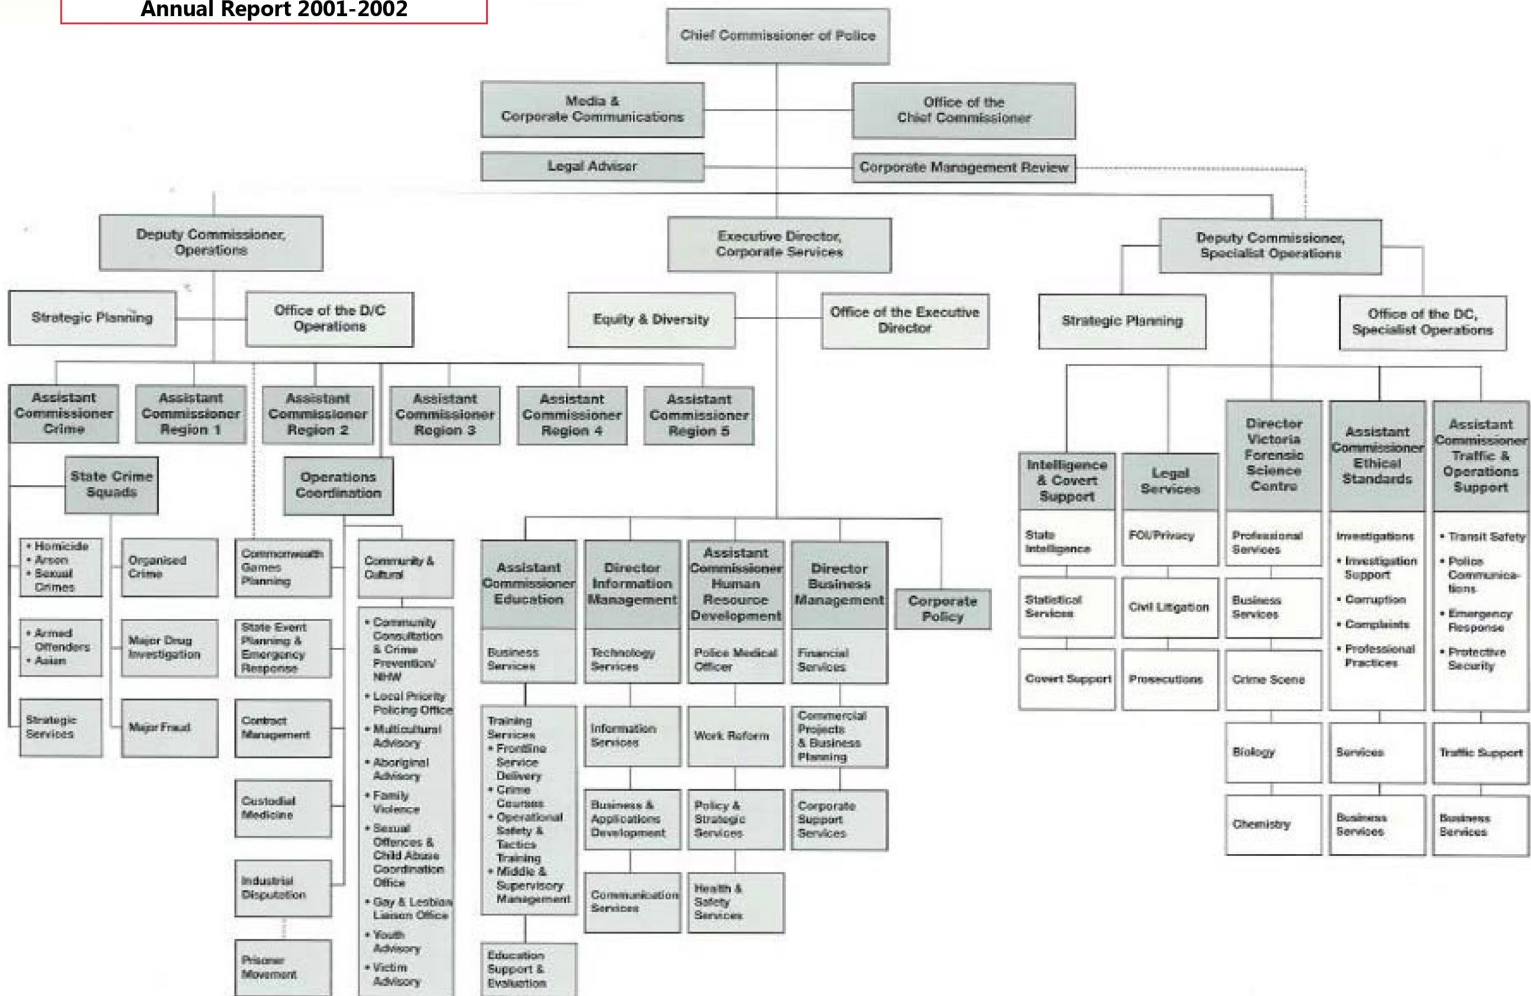 Annual Report 2001-2002
Chief Commissioner of Police
Media &
Corporate Communications
Office of the
Chief Commissioner
Legal Adviser
Corporate Management Review
Deputy Commissioner,
Operations
Executive Director,
Corporate Services
Deputy Commissioner,
Specialist Operations
Strategic Planning
Office of the D/C
Operations
Equity & Diversity
Office of the Executive
Director
Strategic Planning
Office of the DC,
Specialist Operations
Assistant
Commissioner
Crime
Assistant
Commissioner
Region 1
Assistant
Commissioner
Region 2
Assistant
Commissioner
Region 3
Assistant
Commissioner
Region 4
Assistant
Commissioner
Region 5
State Crime
Squads
Operations
Coordination
• Homicide
• Arson
• Sexual
Crimes
Organised
Crime
• Armed
Offenders
• Asian
Major Drug
Investigation
Strategic
Services
Major Fraud
Commonwealth
Games
Planning
State Event
Planning &
Emergency
Response
Contract
Management
Custodial
Medicine
Industrial
Disputation
Prisoner
Movement
Community &
Cultural
• Community
Consultation
& Crime
Prevention/
NHW
• Local Priority
Policing Office
• Multicultural
Advisory
• Aboriginal
Advisory
• Family
Violence
• Sexual
Offences &
Child Abuse
Coordination
Office
• Gay & Lesbian
Liaison Office
• Youth
Advisory
• Victim
Advisory
Assistant
Commissioner
Education
Business
Services
Training
Services
• Frontline
Service
Delivery
• Crime
Courses
• Operational
Safety &
Tactics
Training
• Middle &
Supervisory
Management
Education
Support &
Evaluation
Director
Information
Management
Technology
Services
Information
Services
Business &
Applications
Development
Communication
Services
Assistant
Commissioner
Human
Resource
Development
Police Medical
Officer
Work Reform
Policy &
Strategic
Services
Health &
Safety
Services
Director
Business
Management
Financial
Services
Commercial
Projects
& Business
Planning
Corporate
Support
Services
Corporate
Policy
Intelligence
& Covert
Support
State
Intelligence
Statistical
Services
Covert Support
Legal
Services
FOI/Privacy
Civil Litigation
Prosecutions
Director
Victoria
Forensic
Science
Centre
Professional
Services
Business
Services
Crime Scene
Biology
Chemistry
Assistant
Commissioner
Ethical
Standards
Investigations
• Investigation
Support
• Corruption
• Complaints
• Professional
Practices
Services
Business
Services
Assistant
Commissioner
Traffic &
Operations
Support
• Transit Safety
• Police
Communica-
tions
• Emergency
Response
• Protective
Security
Traffic Support
Business
Services